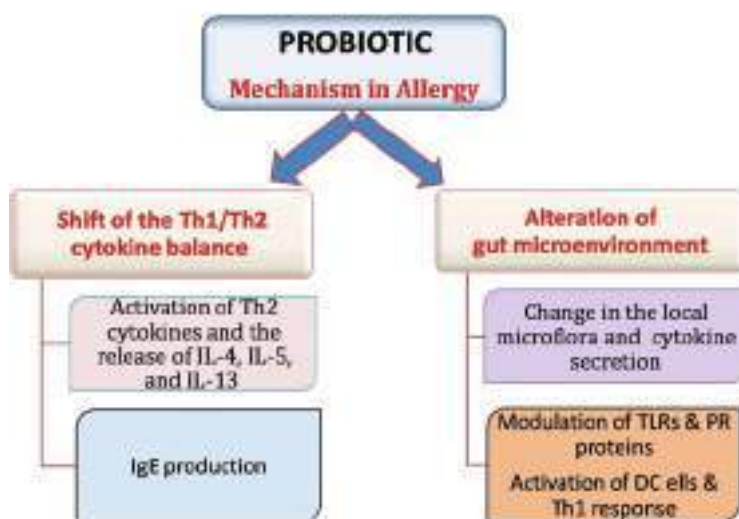 PROBIOTIC
Mechanism in Allergy
Shift of the Th1/Th2
cytokine balance
Activation of Th2
cytokines and the
release of IL-4, IL-5,
and IL-13
IgE production
Alteration of
gut microenvironment
Change in the local
microflora and cytokine
secretion
Modulation of TLRs & PR
proteins
Activation of DC ells &
Th1 response